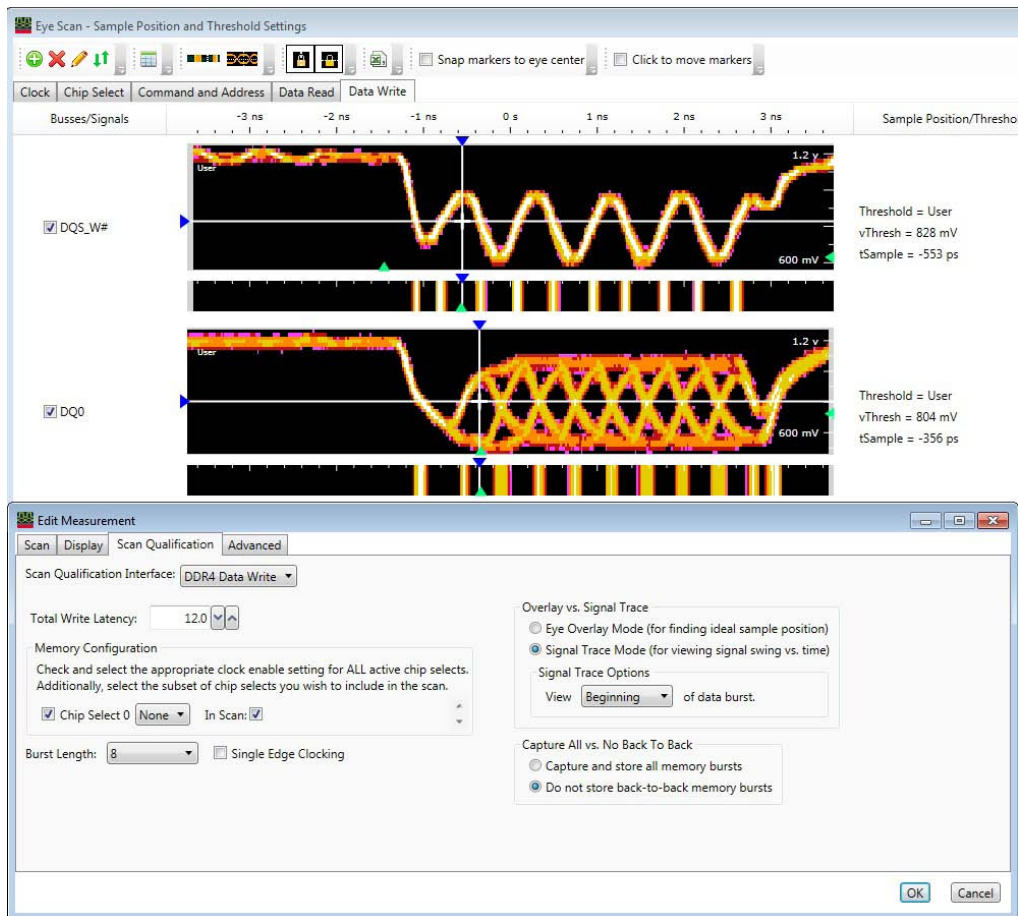 Eye Scan - Sample Position and Threshold Settings
Snap markers to eye center Click to move markers
Clock Chip Select Command and Address Data Read Data Write
Busses/Signals -3 ns -2 ns -1 ns 0 s 1 ns 2 ns 3 ns Sample Position/Thresho
User 1.2 v
DQS_W#
600 mV
Threshold = User
vThresh = 828 mV
tSample = -553 ps
User 1.2 v
DQ0
600 mV
Threshold = User
vThresh = 804 mV
tSample = -356 ps
Edit Measurement
Scan Display Scan Qualification Advanced
Scan Qualification Interface: DDR4 Data Write
Total Write Latency: 12.0
Memory Configuration
Check and select the appropriate clock enable setting for ALL active chip selects.
Additionally, select the subset of chip selects you wish to include in the scan.
Chip Select 0 None In Scan:
Burst Length: 8 Single Edge Clocking
Overlay vs. Signal Trace
Eye Overlay Mode (for finding ideal sample position)
Signal Trace Mode (for viewing signal swing vs. time)
Signal Trace Options
View Beginning of data burst.
Capture All vs. No Back To Back
Capture and store all memory bursts
Do not store back-to-back memory bursts
OK Cancel